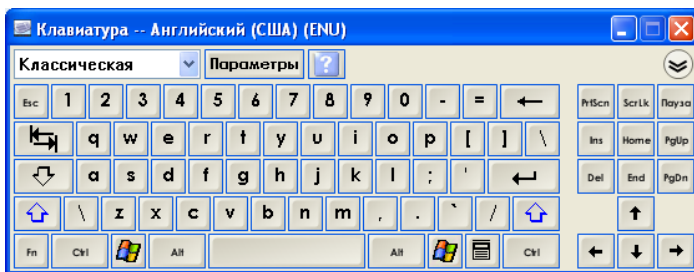 Клавиатура -- Английский (США) (ENU)
Классическая Параметры ?
Esc 1 2 3 4 5 6 7 8 9 0 - = PrtScn ScrLk Пауза
q w e r t y u i o p [ ] \ Ins Home PgUp
a s d f g h j k l ; ' Del End PgDn
\ z x c v b n m , . ` /
Fn Ctrl Alt Alt Ctrl